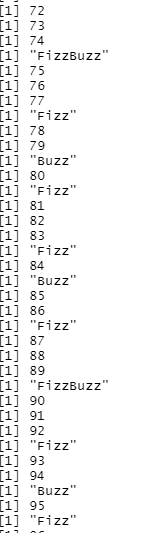 [1] 72
[1] 73
[1] 74
[1] "FizzBuzz"
[1] 75
[1] 76
[1] 77
[1] "Fizz"
[1] 78
[1] 79
[1] "Buzz"
[1] 80
[1] "Fizz"
[1] 81
[1] 82
[1] 83
[1] "Fizz"
[1] 84
[1] "Buzz"
[1] 85
[1] 86
[1] "Fizz"
[1] 87
[1] 88
[1] 89
[1] "FizzBuzz"
[1] 90
[1] 91
[1] 92
[1] "Fizz"
[1] 93
[1] 94
[1] "Buzz"
[1] 95
[1] "Fizz"